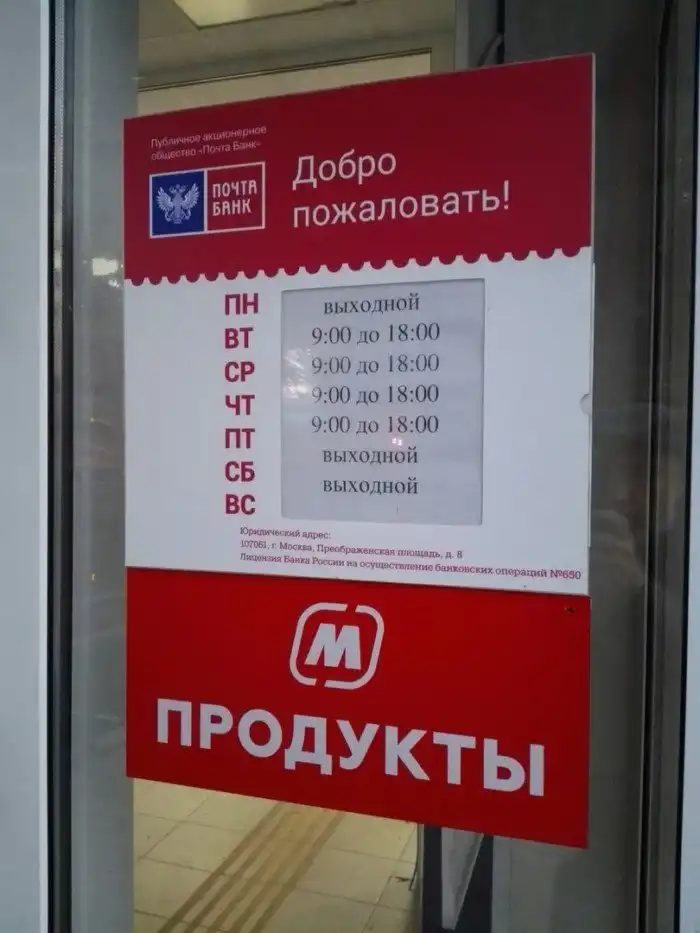 Публичное акционерное
общество «Почта Банк»
ПОЧТА
БАНК
Добро
пожаловать!
ПН выходной
ВТ 9:00 до 18:00
СР 9:00 до 18:00
ЧТ 9:00 до 18:00
ПТ 9:00 до 18:00
СБ выходной
ВС выходной
Юридический адрес:
107061, г. Москва, Преображенская площадь, д. 8
Лицензия Банка России на осуществление банковских операций №650
М
ПРОДУКТЫ